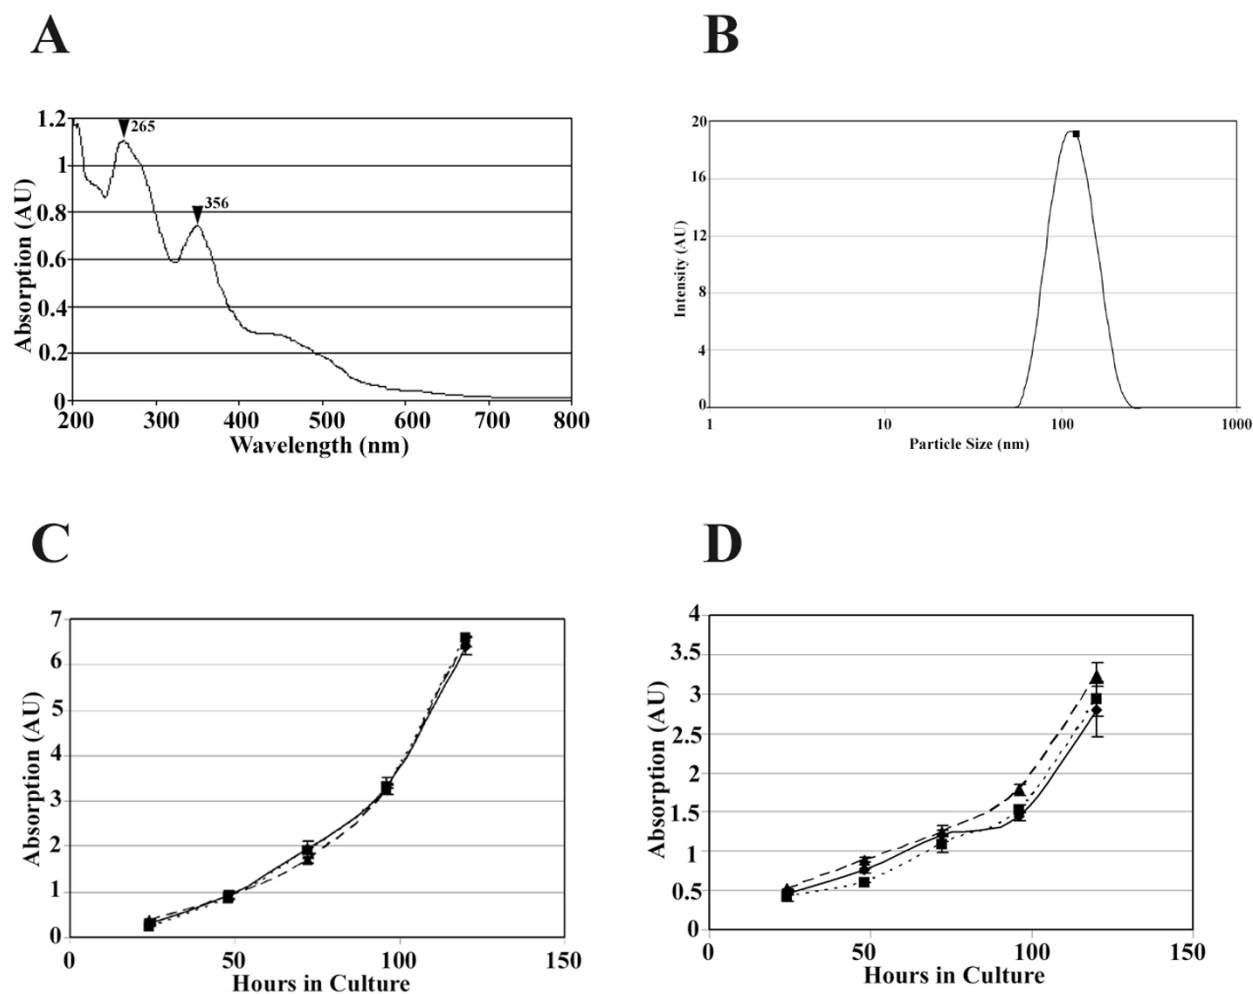 A
B
1.2
1
0.8
0.6
0.4
0.2
0
265
356
200 300 400 500 600 700 800
Absorption (AU)
Wavelength (nm)
20
16
12
8
4
0
1 10 100 1000
Intensity (AU)
Particle Size (nm)
C
D
7
6
5
4
3
2
1
0
0 50 100 150
Absorption (AU)
Hours in Culture
4
3.5
3
2.5
2
1.5
1
0.5
0
0 50 100 150
Absorption (AU)
Hours in Culture